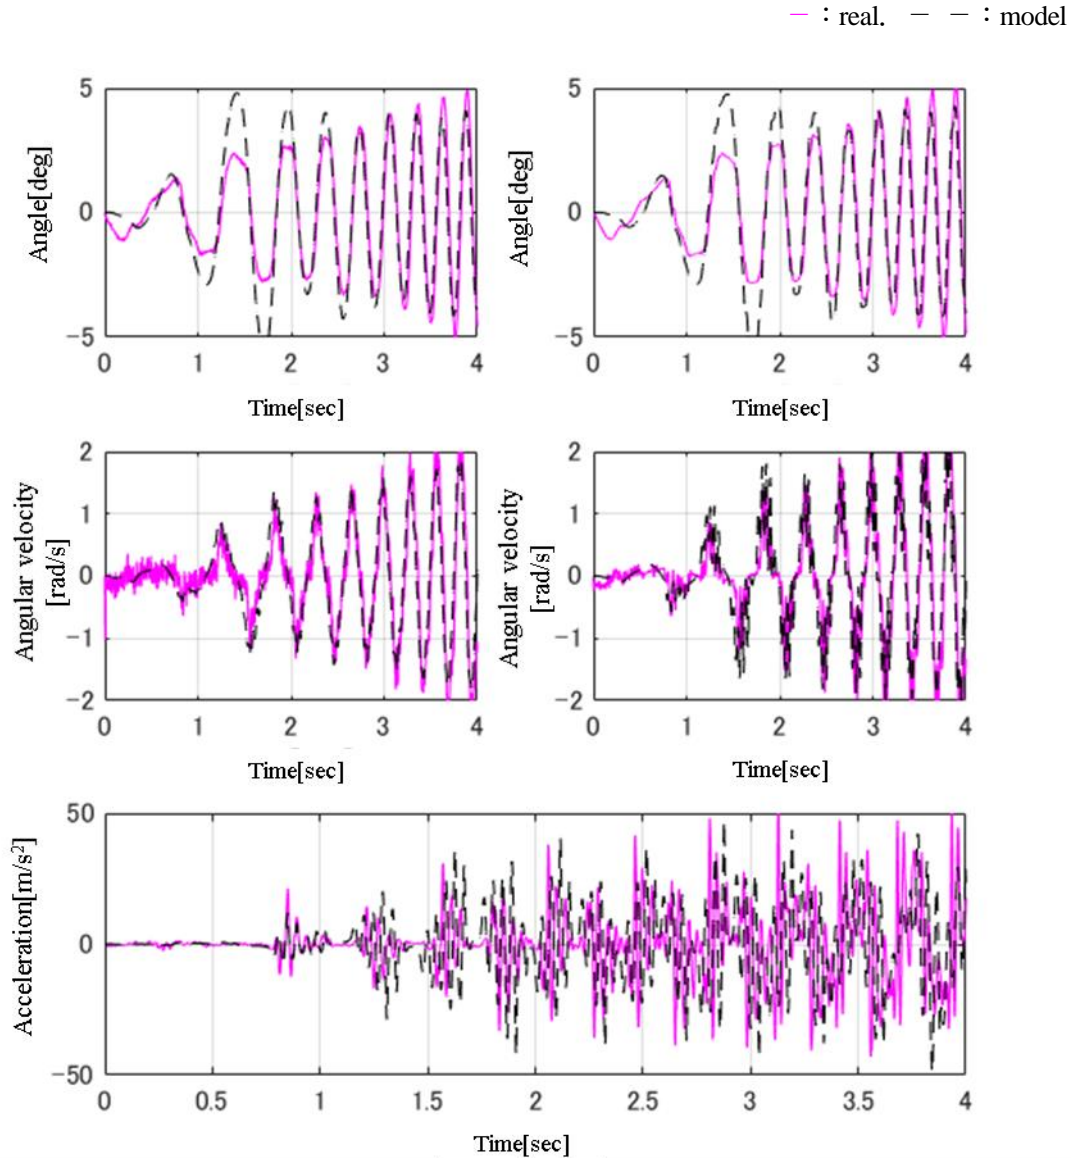 — : real. — — : model
5
0
−5
Angle[deg]
0 1 2 3 4
Time[sec]
5
0
−5
Angle[deg]
0 1 2 3 4
Time[sec]
2
1
0
−1
−2
Angular velocity
[rad/s]
0 1 2 3 4
Time[sec]
2
1
0
−1
−2
Angular velocity
[rad/s]
0 1 2 3 4
Time[sec]
50
0
−50
Acceleration[m/s²]
0 0.5 1 1.5 2 2.5 3 3.5 4
Time[sec]